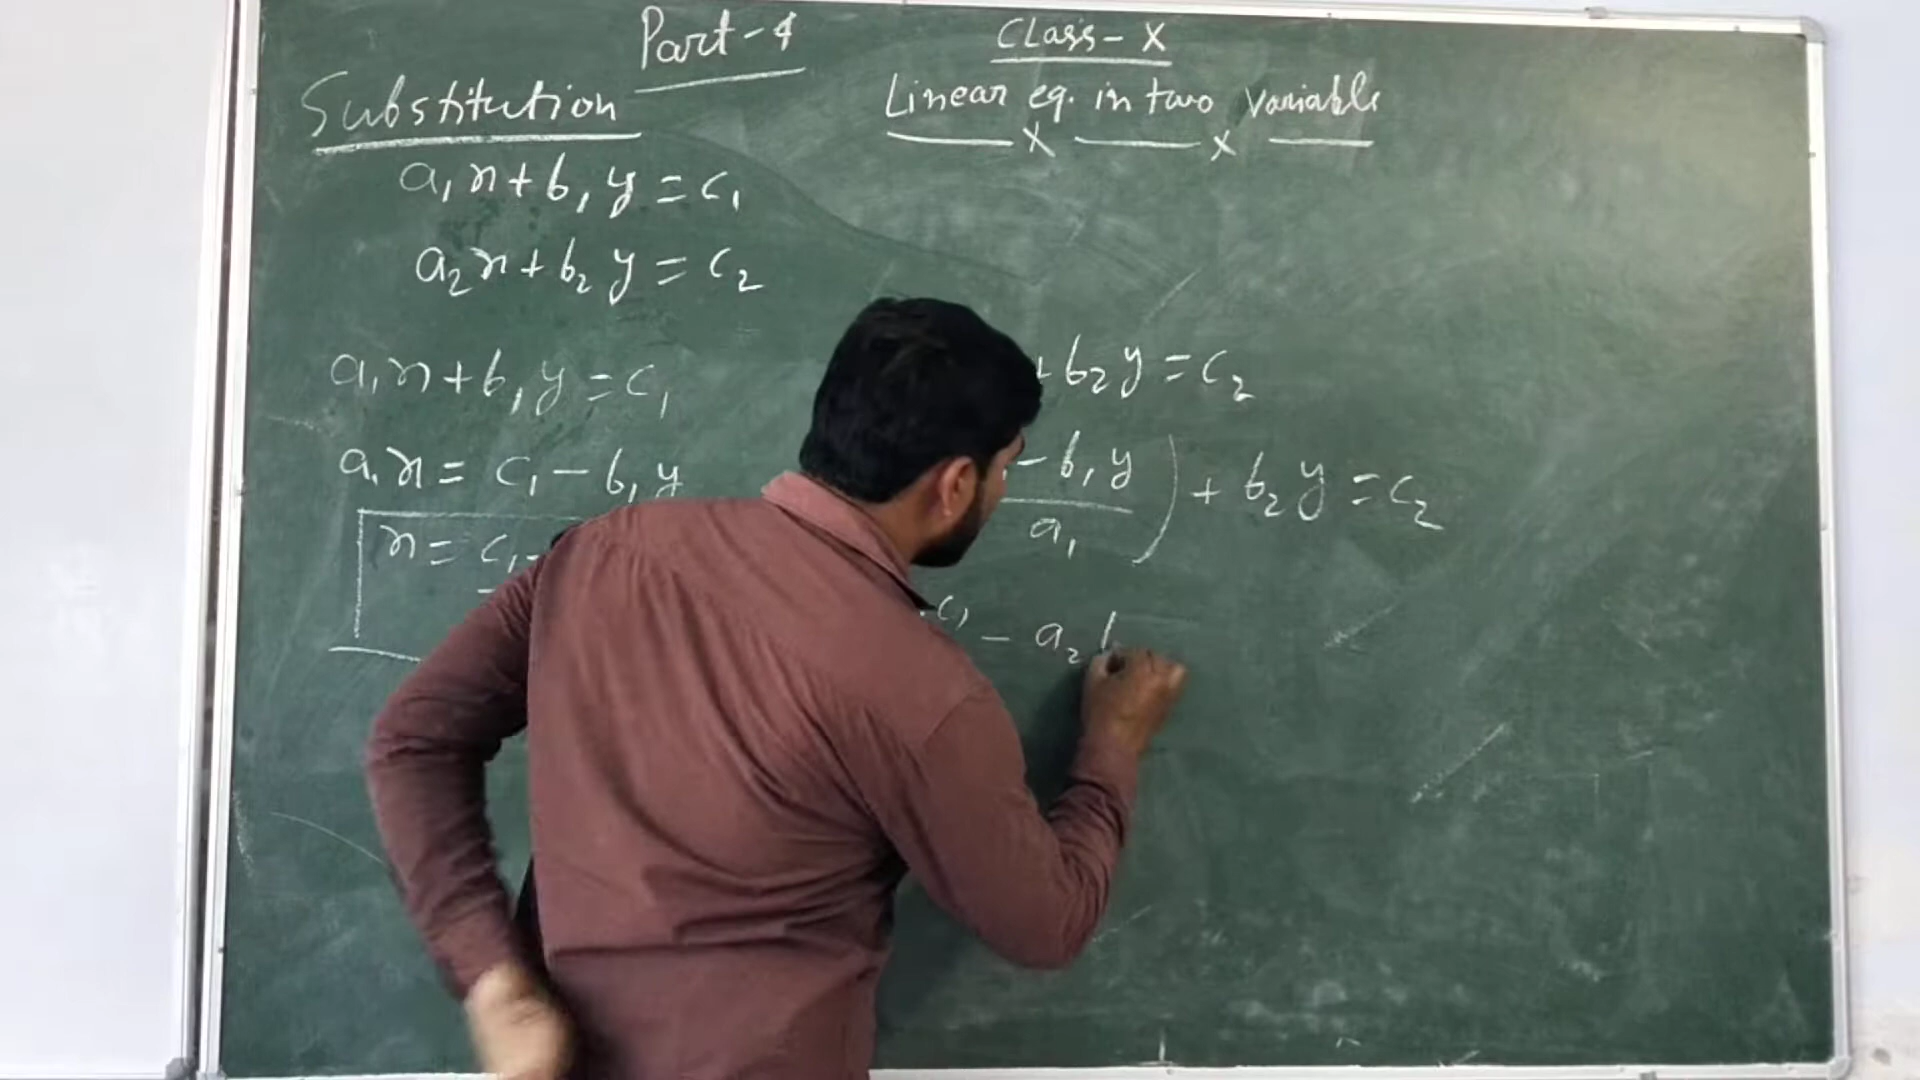 Part-4
Class-X
Substitution
Linear eq. in two variable
x x
a₁x+b₁y=c₁
a₂x+b₂y=c₂
a₁x+b₁y=c₁
a₁x=c₁-b₁y
x=c₁-
+b₂y=c₂
-b₁y) + b₂y=c₂
a₁
c₁ - a₂b